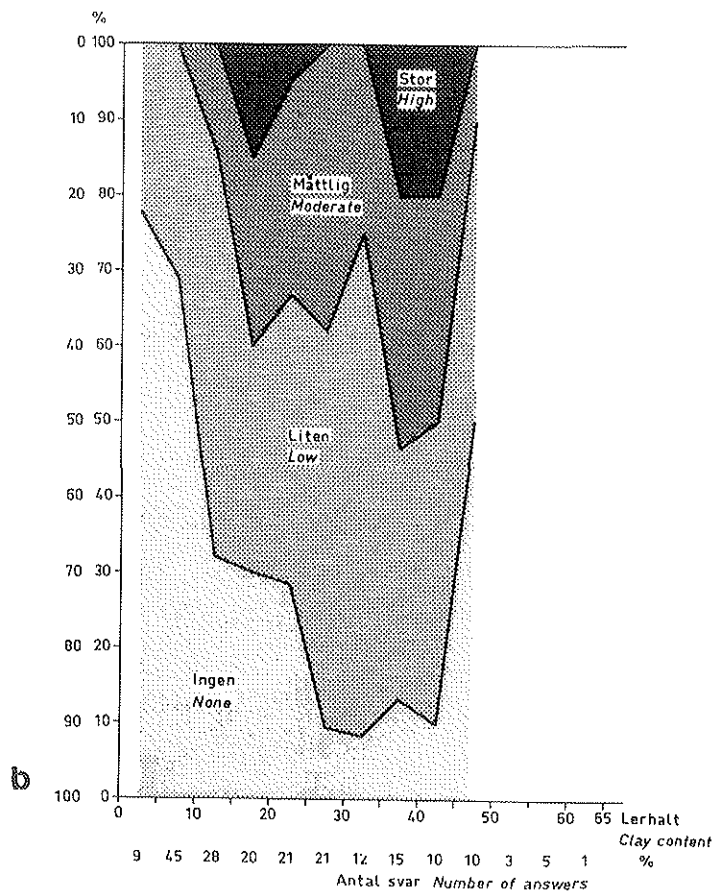 %
0 100
10 90
20 80
30 70
40 60
50 50
60 40
70 30
80 20
90 10
100 0
Stor
High
Måttlig
Moderate
Liten
Low
Ingen
None
b
0 10 20 30 40 50 60 65 Lerhalt
Clay content
9 45 28 20 21 21 12 15 10 10 3 5 1 %
Antal svar Number of answers